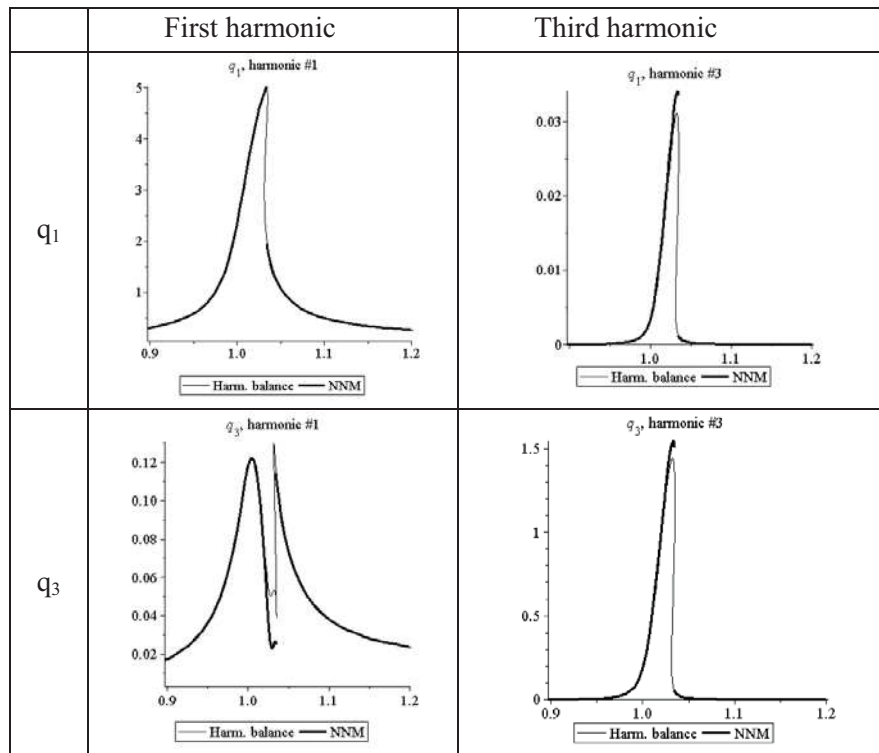 First harmonic Third harmonic
q1
q1, harmonic #1
5
4
3
2
1
0.9 1.0 1.1 1.2
Harm. balance NNM
q1, harmonic #3
0.03
0.02
0.01
0
1.0 1.1 1.2
Harm. balance NNM
q3
q3, harmonic #1
0.12
0.10
0.08
0.06
0.04
0.02
0.9 1.0 1.1 1.2
Harm. balance NNM
q3, harmonic #3
1.5
1
0.5
0
0.9 1.0 1.1 1.2
Harm. balance NNM